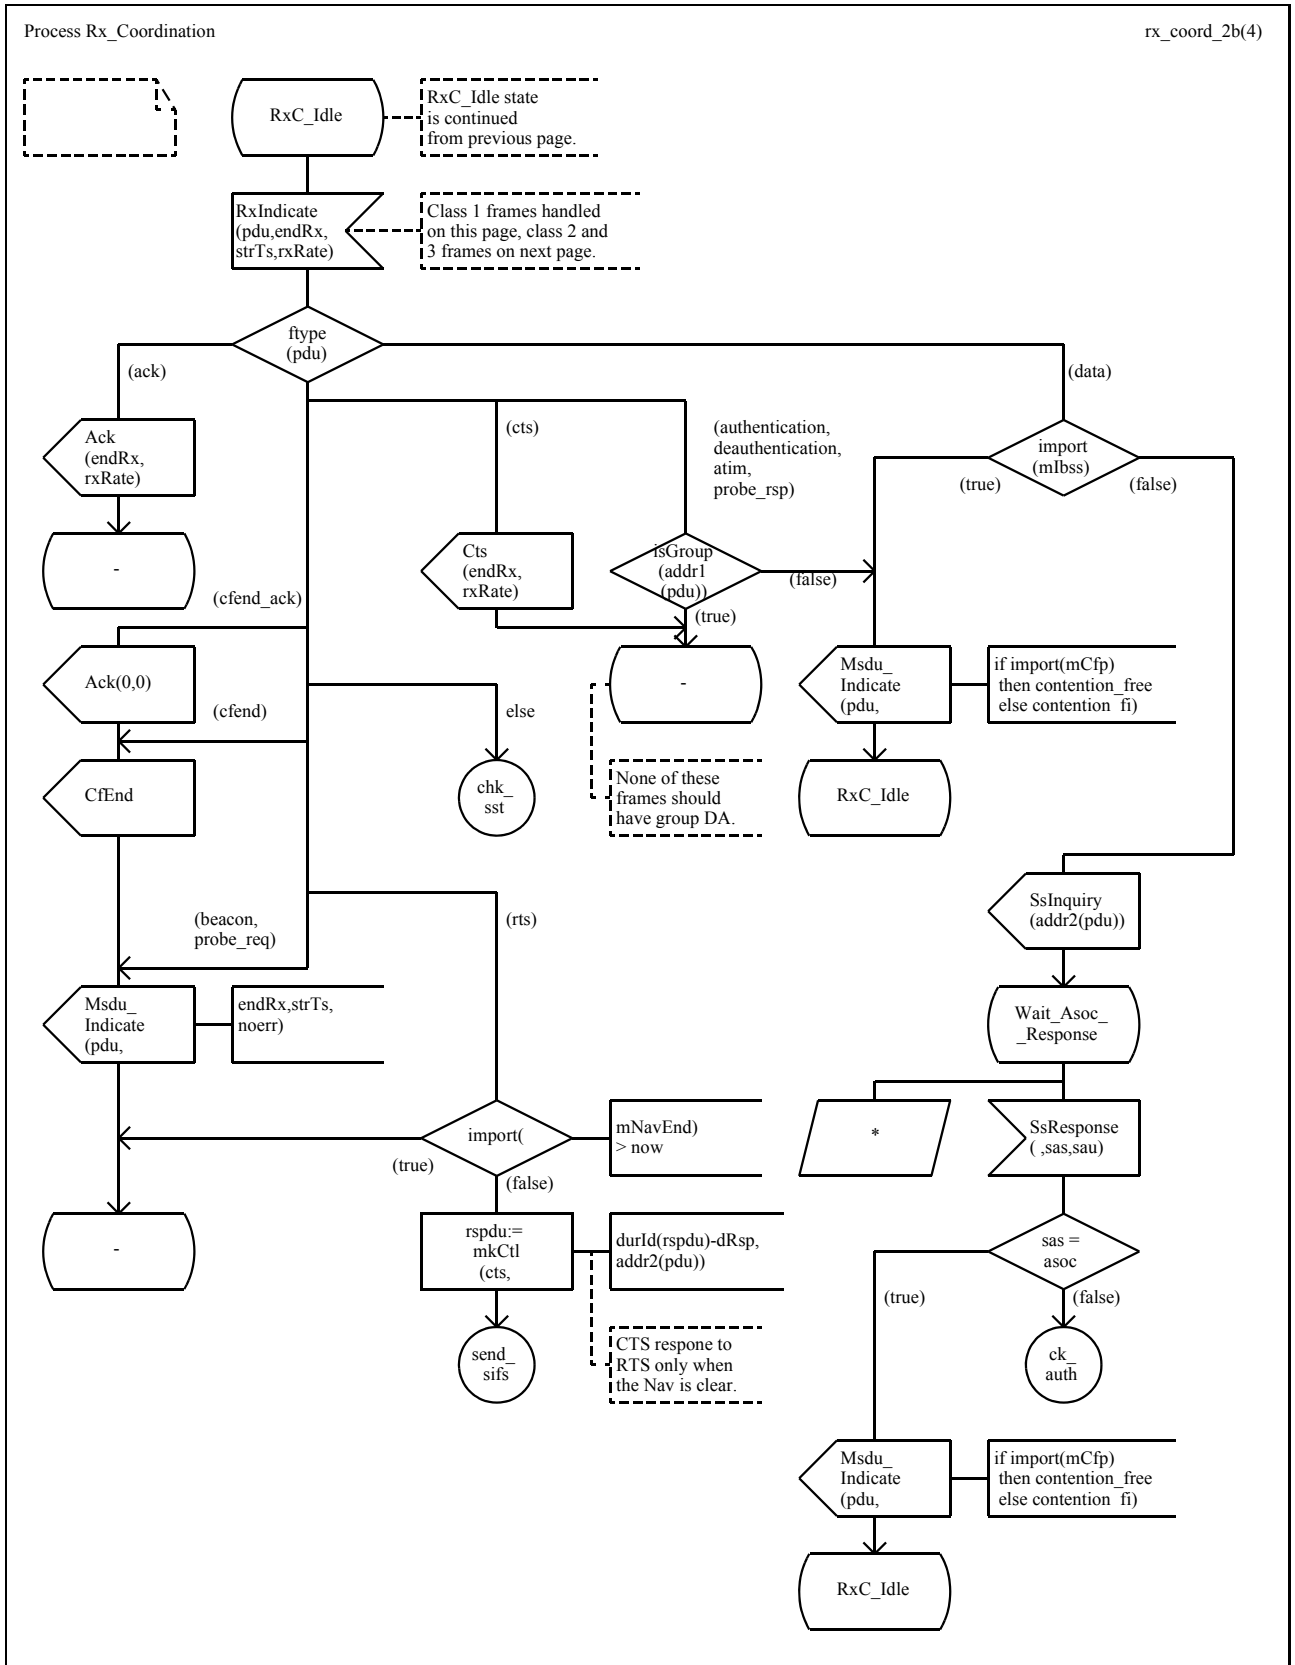 Process Rx_Coordination
rx_coord_2b(4)
RxC_Idle
RxC_Idle state
is continued
from previous page.
RxIndicate
(pdu,endRx,
strTs,rxRate)
Class 1 frames handled
on this page, class 2 and
3 frames on next page.
ftype
(pdu)
(ack)
(data)
Ack
(endRx,
rxRate)
-
(cts)
(authentication,
deauthentication,
atim,
probe_rsp)
import
(mIbss)
(true)
(false)
Cts
(endRx,
rxRate)
isGroup
(addr1
(pdu))
(false)
(true)
(cfend_ack)
Ack(0,0)
(cfend)
CfEnd
else
chk_
sst
-
None of these
frames should
have group DA.
Msdu_
Indicate
(pdu,
if import(mCfp)
then contention_free
else contention_fi)
RxC_Idle
(beacon,
probe_req)
(rts)
SsInquiry
(addr2(pdu))
Msdu_
Indicate
(pdu,
endRx,strTs,
noerr)
Wait_Asoc_
_Response
import(
mNavEnd)
> now
(true)
(false)
*
SsResponse
( ,sas,sau)
-
rspdu:=
mkCtl
(cts,
durId(rspdu)-dRsp,
addr2(pdu))
sas =
asoc
(true)
(false)
send_
sifs
CTS respone to
RTS only when
the Nav is clear.
ck_
auth
Msdu_
Indicate
(pdu,
if import(mCfp)
then contention_free
else contention_fi)
RxC_Idle